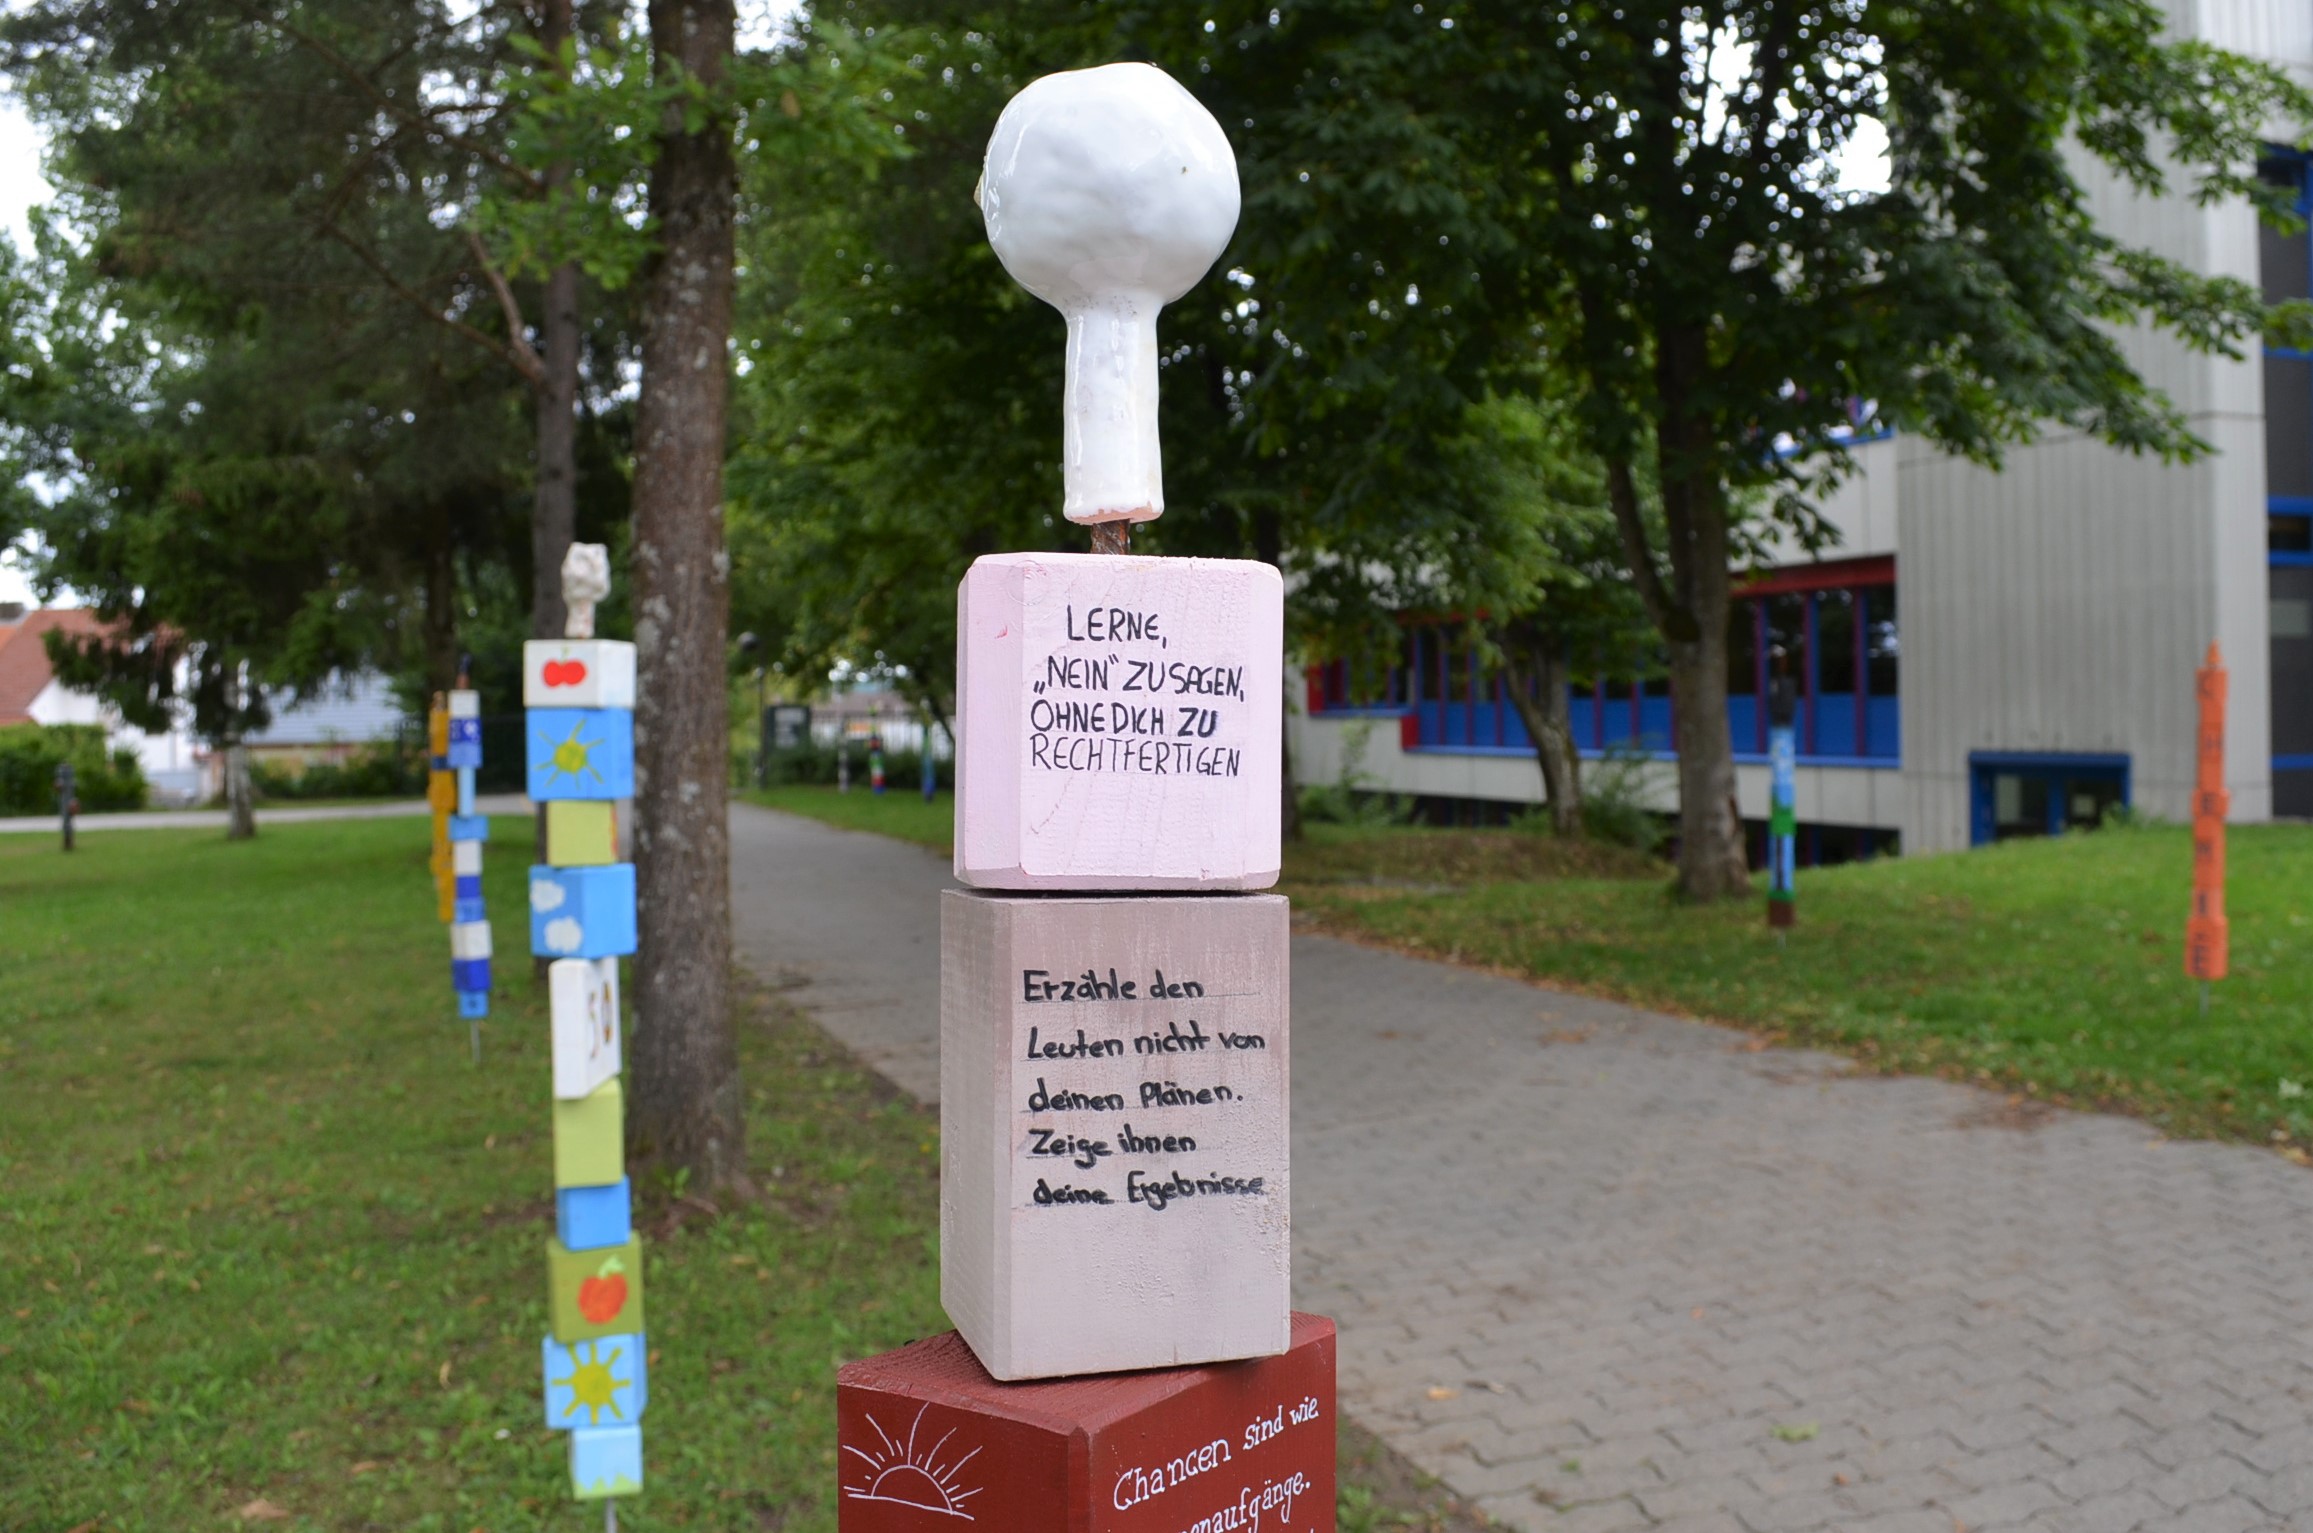 LERNE,
„NEIN“ ZU SAGEN,
OHNE DICH ZU
RECHTFERTIGEN
Erzähle den
Leuten nicht von
deinen Plänen.
Zeige ihnen
deine Ergebnisse
Chancen sind wie
50